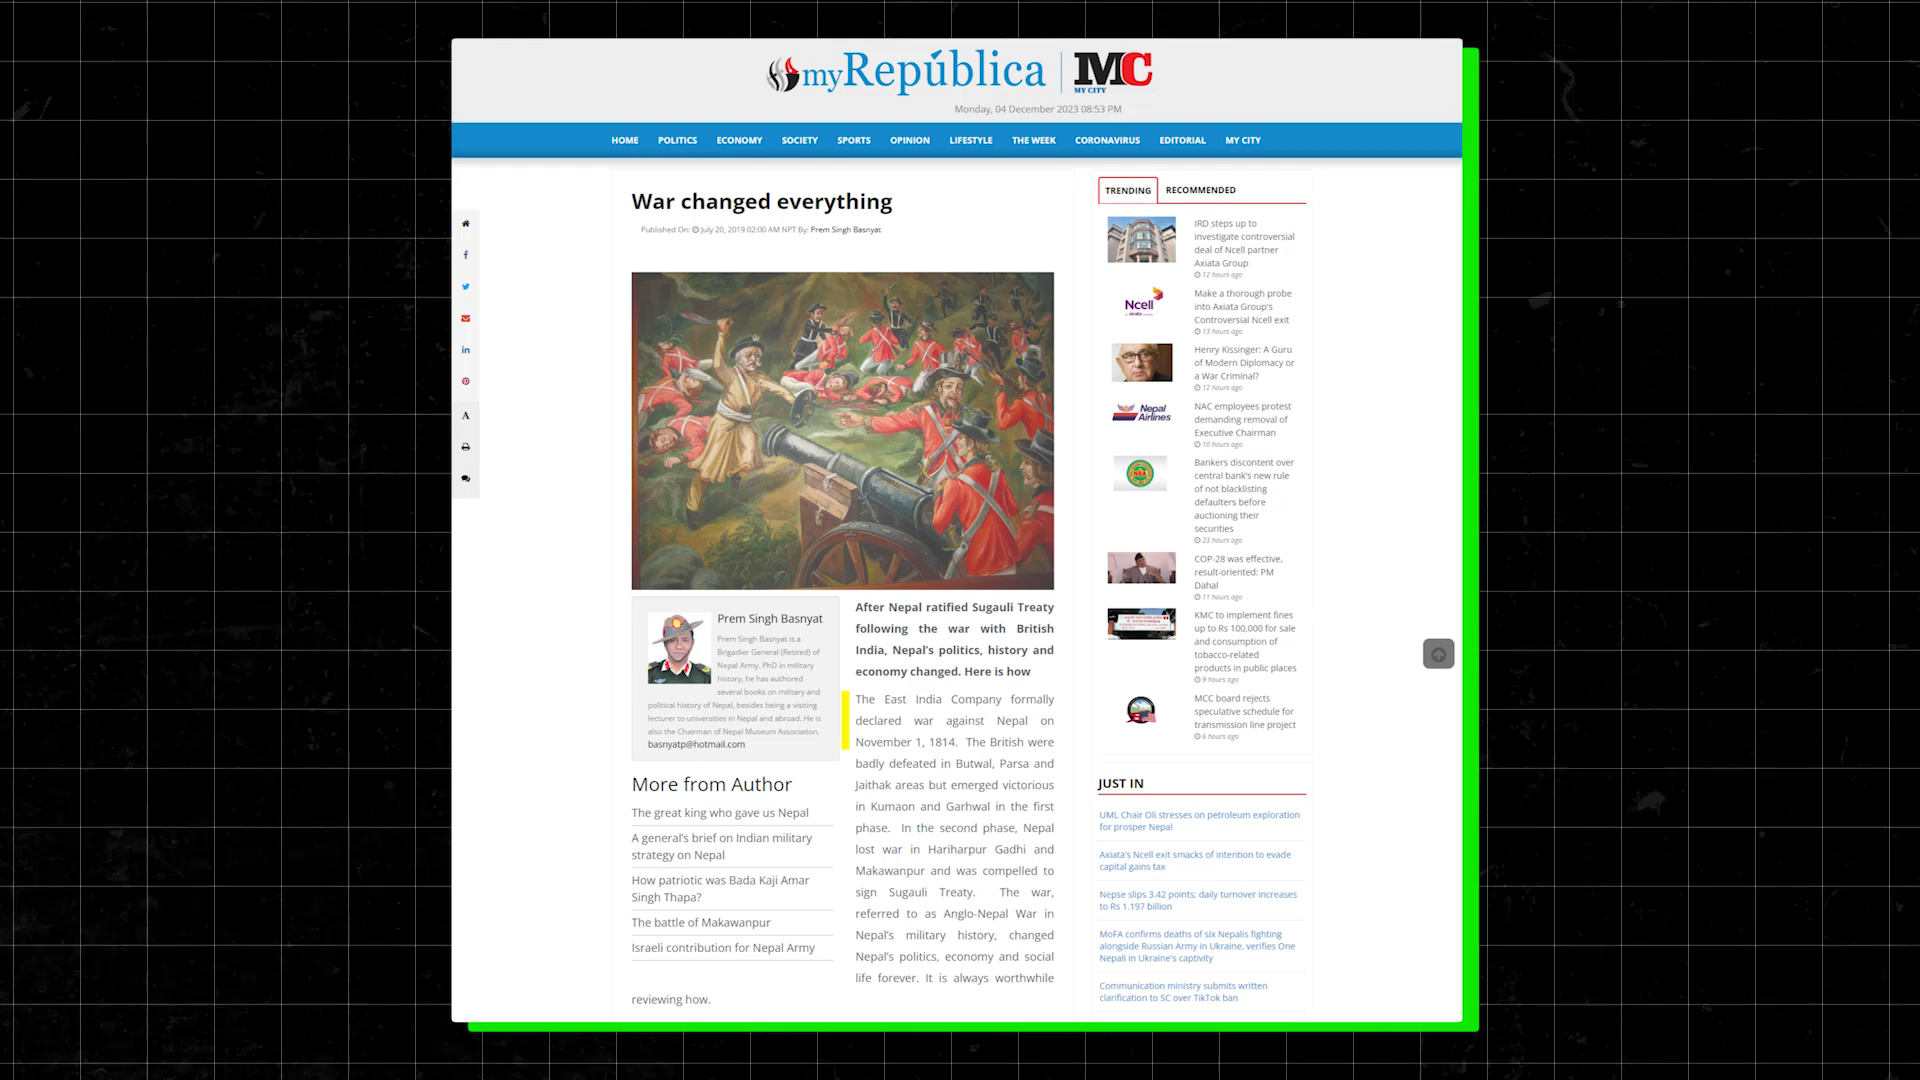 myRepública
MC
MY CITY
Monday, 04 December 2023 08:53 PM
HOME POLITICS ECONOMY SOCIETY SPORTS OPINION LIFESTYLE THE WEEK CORONAVIRUS EDITORIAL MY CITY
War changed everything
Published On: July 20, 2019 02:00 AM NPT By: Prem Singh Basnyat
Prem Singh Basnyat
Prem Singh Basnyat is a
Brigadier General (Retired) of
Nepal Army. PhD in military
history, he has authored
several books on military and
political history of Nepal, besides being a visiting
lecturer to universities in Nepal and abroad. He is
also the Chairman of Nepal Museum Association.
basnyatp@hotmail.com
More from Author
The great king who gave us Nepal
A general's brief on Indian military
strategy on Nepal
How patriotic was Bada Kaji Amar
Singh Thapa?
The battle of Makawanpur
Israeli contribution for Nepal Army
After Nepal ratified Sugauli Treaty
following the war with British
India, Nepal's politics, history and
economy changed. Here is how
The East India Company formally
declared war against Nepal on
November 1, 1814. The British were
badly defeated in Butwal, Parsa and
Jaithak areas but emerged victorious
in Kumaon and Garhwal in the first
phase. In the second phase, Nepal
lost war in Hariharpur Gadhi and
Makawanpur and was compelled to
sign Sugauli Treaty. The war,
referred to as Anglo-Nepal War in
Nepal's military history, changed
Nepal's politics, economy and social
life forever. It is always worthwhile
reviewing how.
TRENDING RECOMMENDED
IRD steps up to
investigate controversial
deal of Ncell partner
Axiata Group
12 hours ago
Ncell
Make a thorough probe
into Axiata Group's
Controversial Ncell exit
13 hours ago
Henry Kissinger: A Guru
of Modern Diplomacy or
a War Criminal?
12 hours ago
Nepal
Airlines
NAC employees protest
demanding removal of
Executive Chairman
10 hours ago
NBA
Bankers discontent over
central bank's new rule
of not blacklisting
defaulters before
auctioning their
securities
23 hours ago
COP-28 was effective,
result-oriented: PM
Dahal
11 hours ago
KMC to implement fines
up to Rs 100,000 for sale
and consumption of
tobacco-related
products in public places
9 hours ago
MCC board rejects
speculative schedule for
transmission line project
6 hours ago
JUST IN
UML Chair Oli stresses on petroleum exploration
for prosper Nepal
Axiata's Ncell exit smacks of intention to evade
capital gains tax
Nepse slips 3.42 points; daily turnover increases
to Rs 1.197 billion
MoFA confirms deaths of six Nepalis fighting
alongside Russian Army in Ukraine, verifies One
Nepali in Ukraine's captivity
Communication ministry submits written
clarification to SC over TikTok ban